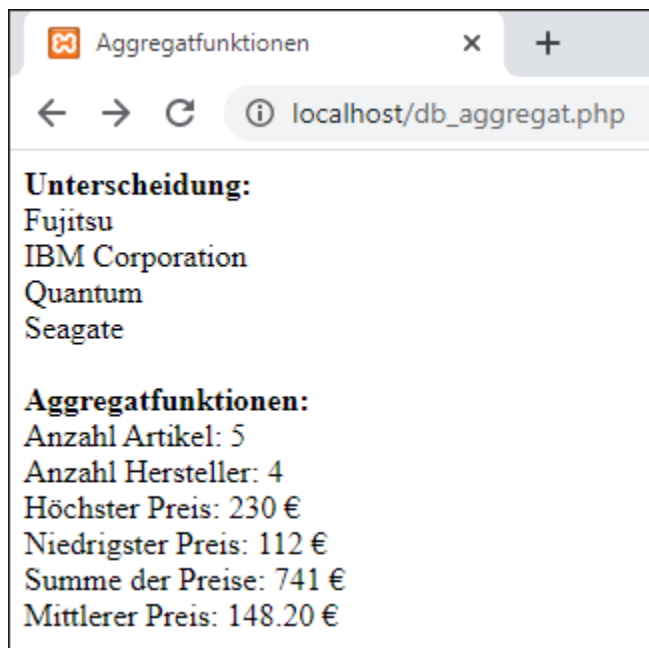 Aggregatfunktionen
localhost/db_aggregat.php
Unterscheidung:
Fujitsu
IBM Corporation
Quantum
Seagate
Aggregatfunktionen:
Anzahl Artikel: 5
Anzahl Hersteller: 4
Höchster Preis: 230 €
Niedrigster Preis: 112 €
Summe der Preise: 741 €
Mittlerer Preis: 148.20 €